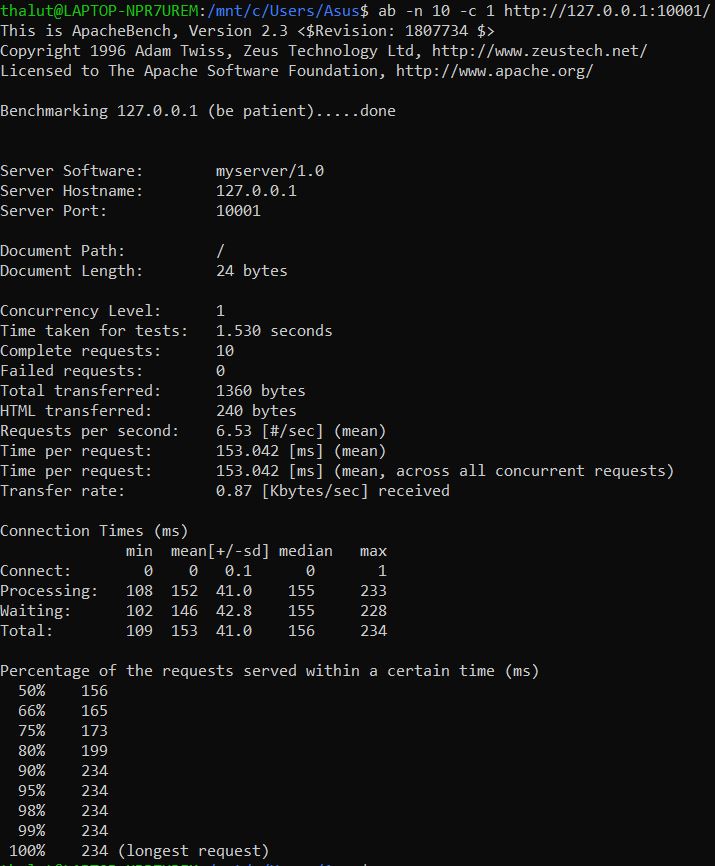 thalut@LAPTOP-NPR7UREM:/mnt/c/Users/Asus$ ab -n 10 -c 1 http://127.0.0.1:10001/
This is ApacheBench, Version 2.3 <$Revision: 1807734 $>
Copyright 1996 Adam Twiss, Zeus Technology Ltd, http://www.zeustech.net/
Licensed to The Apache Software Foundation, http://www.apache.org/

Benchmarking 127.0.0.1 (be patient).....done


Server Software:        myserver/1.0
Server Hostname:        127.0.0.1
Server Port:            10001

Document Path:          /
Document Length:        24 bytes

Concurrency Level:      1
Time taken for tests:   1.530 seconds
Complete requests:      10
Failed requests:        0
Total transferred:      1360 bytes
HTML transferred:       240 bytes
Requests per second:    6.53 [#/sec] (mean)
Time per request:       153.042 [ms] (mean)
Time per request:       153.042 [ms] (mean, across all concurrent requests)
Transfer rate:          0.87 [Kbytes/sec] received

Connection Times (ms)
              min  mean[+/-sd] median   max
Connect:        0    0   0.1      0       1
Processing:   108  152  41.0    155     233
Waiting:      102  146  42.8    155     228
Total:        109  153  41.0    156     234

Percentage of the requests served within a certain time (ms)
  50%    156
  66%    165
  75%    173
  80%    199
  90%    234
  95%    234
  98%    234
  99%    234
 100%    234 (longest request)